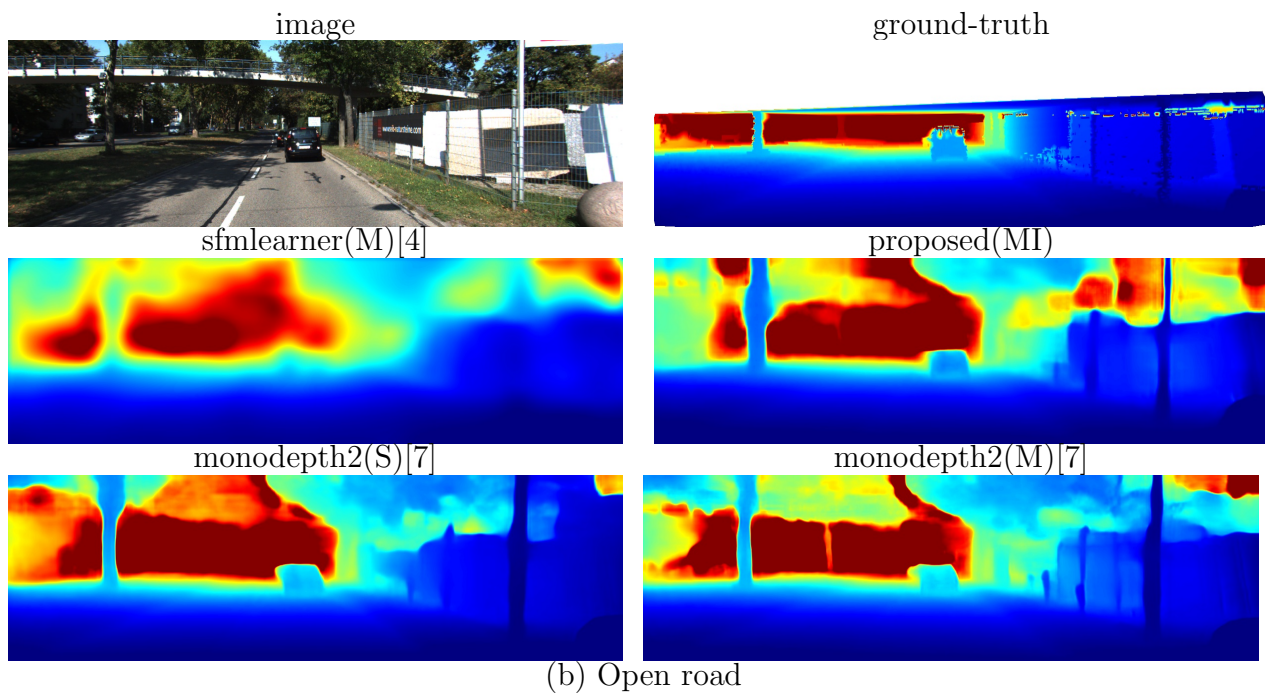 image
ground-truth
sfmlearner(M)[4]
proposed(MI)
monodepth2(S)[7]
monodepth2(M)[7]
(b) Open road